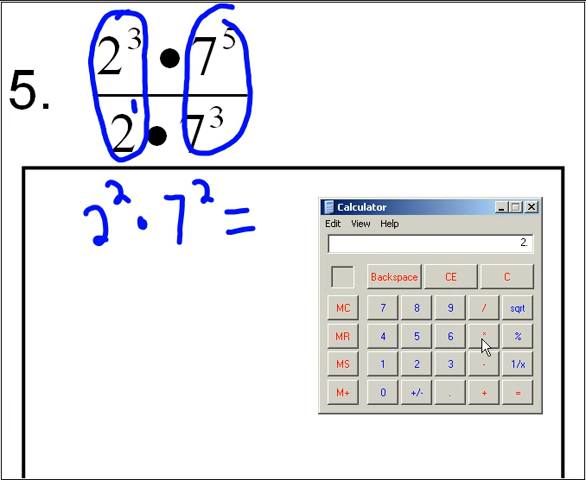 5. 2³ • 7⁵
2¹ • 7³
2² · 7² =
Calculator
Edit View Help
2.
Backspace CE C
MC 7 8 9 / sqrt
MR 4 5 6 * %
MS 1 2 3 - 1/x
M+ 0 +/- . + =